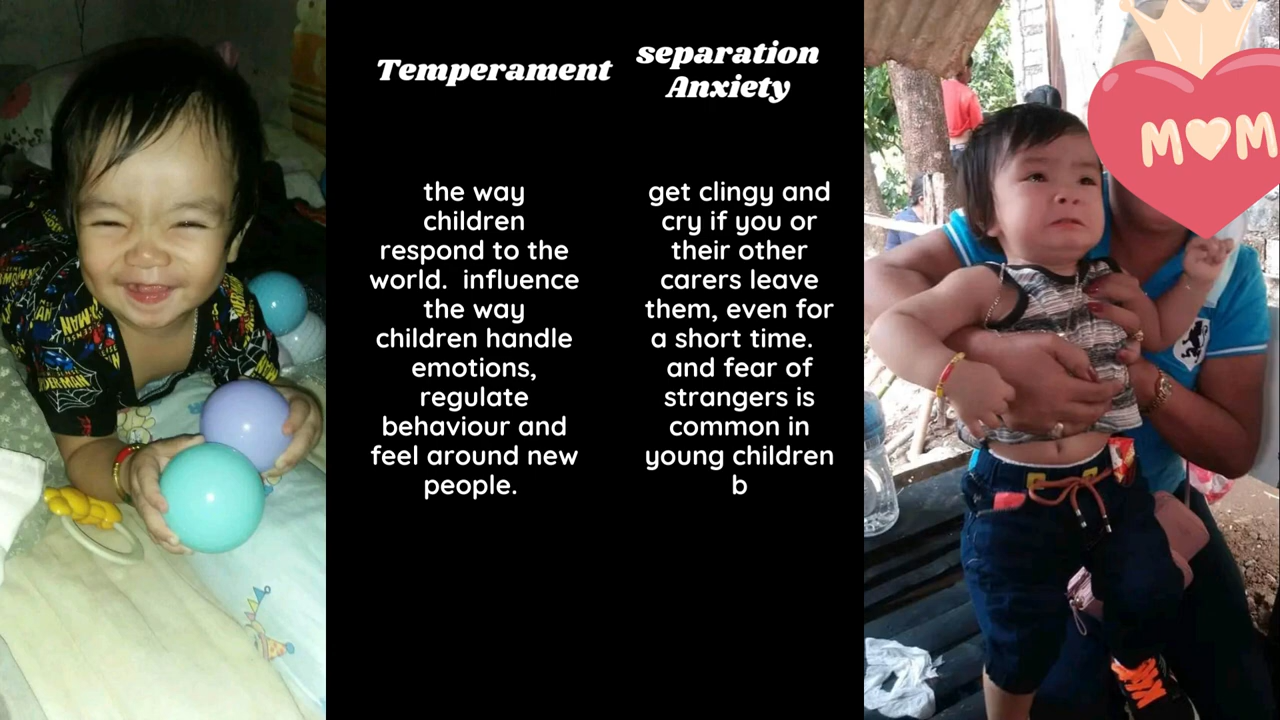 Temperament
the way
children
respond to the
world.  influence
the way
children handle
emotions,
regulate
behaviour and
feel around new
people.
separation
Anxiety
get clingy and
cry if you or
their other
carers leave
them, even for
a short time.
and fear of
strangers is
common in
young children
b
MOM
SPIDER-MAN